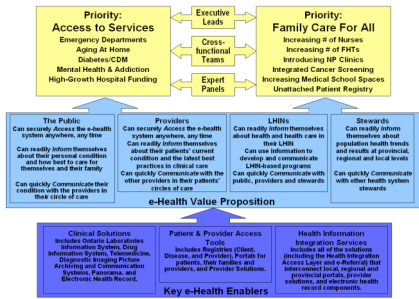 Priority:
Access to Services
Emergency Departments
Aging At Home
Diabetes/CDM
Mental Health & Addiction
High-Growth Hospital Funding
Executive
Leads
Cross-
functional
Teams
Expert
Panels
Priority:
Family Care For All
Increasing # of Nurses
Increasing # of FHTs
Introducing NP Clinics
Integrated Cancer Screening
Increasing Medical School Spaces
Unattached Patient Registry
The Public
Can securely Access the e-Health
system anywhere, any time
Can readily Inform themselves
about their personal condition
and how best to care for
themselves and their family
Can quickly Communicate their
condition with the providers in
their circle of care
Providers
Can securely Access the e-Health
system anywhere, any time
Can readily Inform themselves
about their patients' current
condition and the latest best
practices in clinical care
Can quickly Communicate with the
other providers in their patients'
circles of care
LHINs
Can readily Inform themselves
about health and health care in
their LHIN
Can use information to
develop and communicate
LHIN-based programs
Can quickly Communicate with
public, providers and stewards
Stewards
Can readily Inform
themselves about
population health trends
and results at provincial,
regional and local levels
Can quickly Communicate
with other health system
stewards
e-Health Value Proposition
Clinical Solutions
Includes Ontario Laboratories
Information System, Drug
Information System, Telemedicine,
Diagnostic Imaging Picture
Archiving and Communication
Systems, Panorama, and
Electronic Health Record.
Patient & Provider Access
Tools
Includes Registries (Client,
Disease, and Provider), Portals for
patients, their families and
providers, and Provider Solutions.
Health Information
Integration Services
Includes all of the solutions
(including the Health Integration
Access Layer and e-Referral) that
interconnect local, regional and
provincial portals, provider
solutions, and electronic health
record components.
Key e-Health Enablers